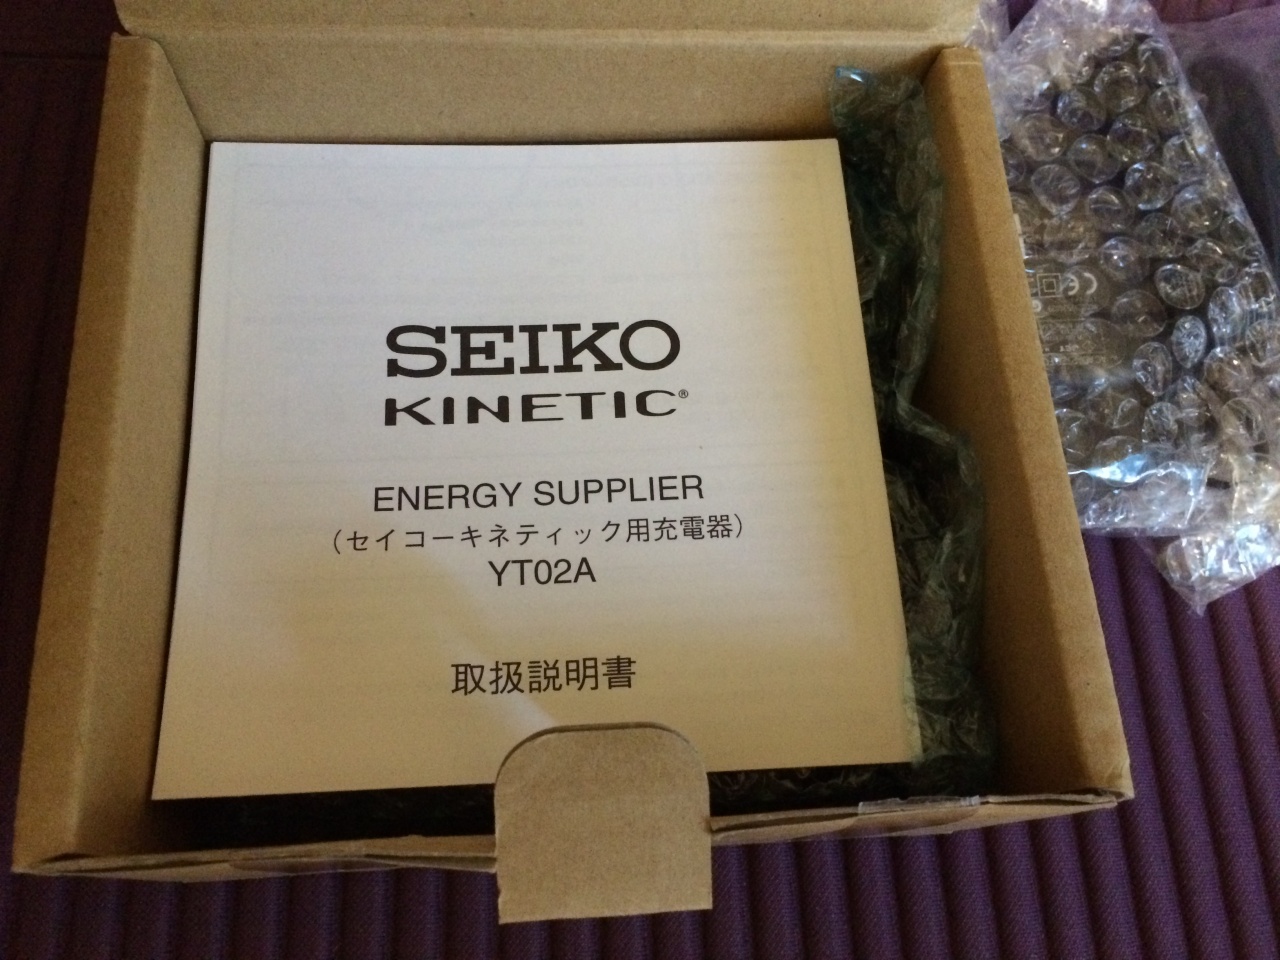 SEIKO
KINETIC®
ENERGY SUPPLIER
(セイコーキネティック用充電器)
YT02A
取扱説明書
CE